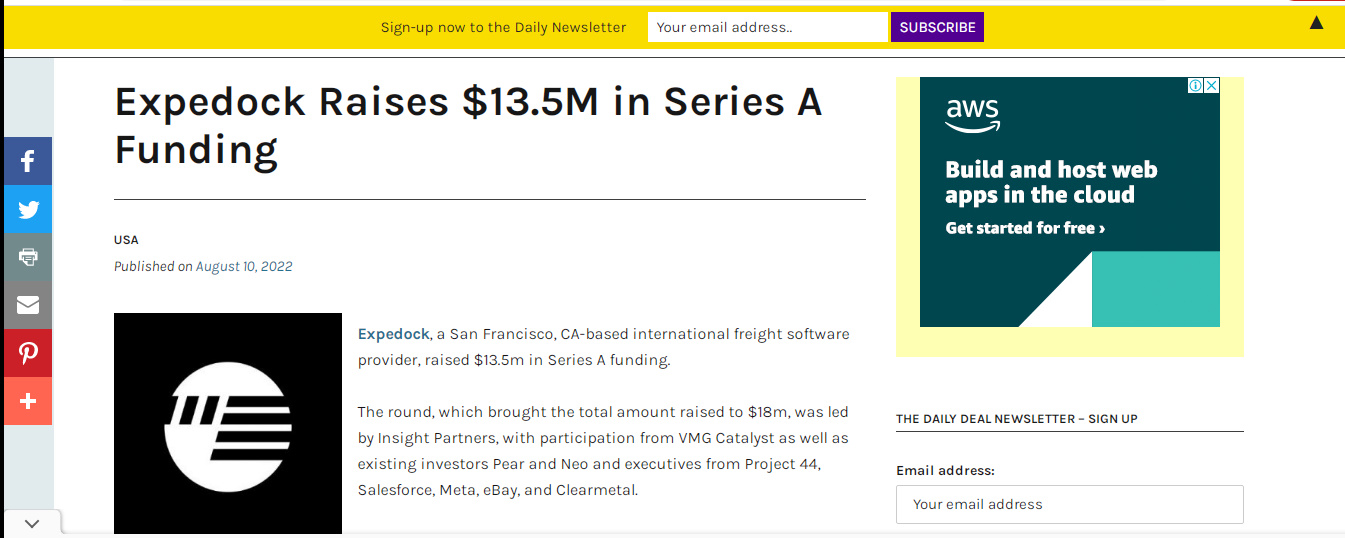 Sign-up now to the Daily Newsletter
Your email address..
SUBSCRIBE
Expedock Raises $13.5M in Series A
Funding
USA
Published on August 10, 2022
Expedock, a San Francisco, CA-based international freight software
provider, raised $13.5m in Series A funding.
The round, which brought the total amount raised to $18m, was led
by Insight Partners, with participation from VMG Catalyst as well as
existing investors Pear and Neo and executives from Project 44,
Salesforce, Meta, eBay, and Clearmetal.
aws
Build and host web
apps in the cloud
Get started for free ›
THE DAILY DEAL NEWSLETTER – SIGN UP
Email address:
Your email address